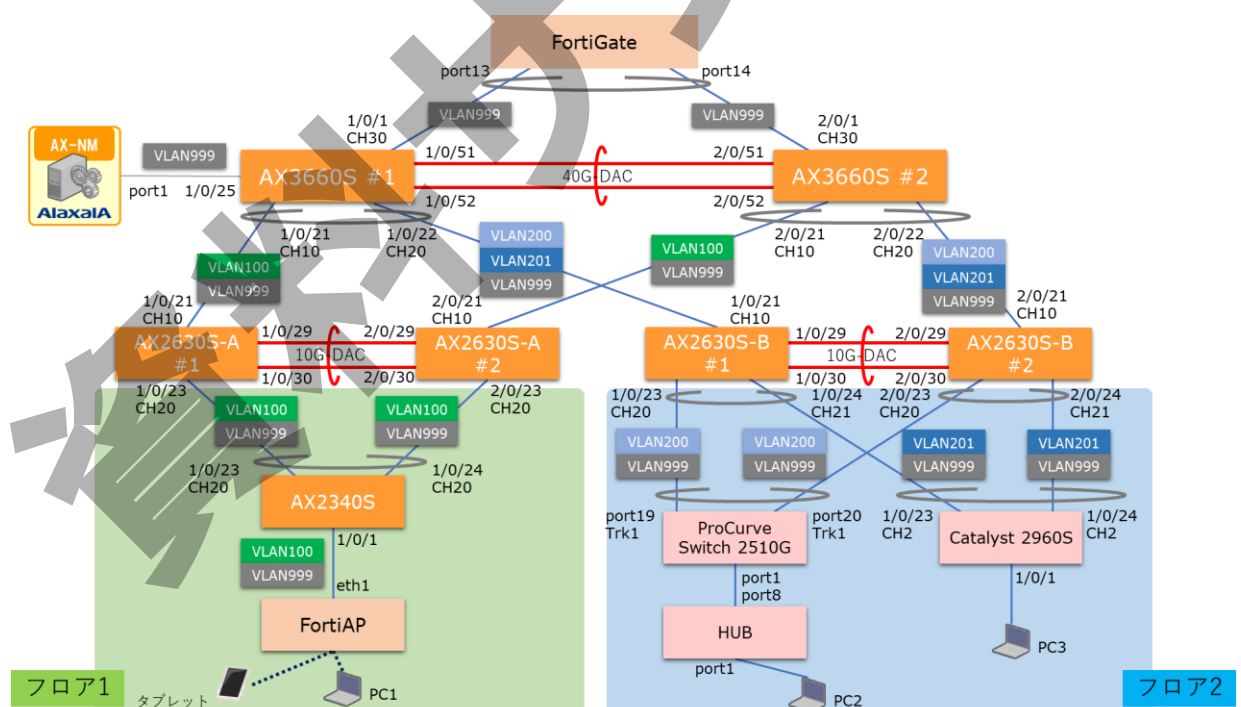 FortiGate
port13
port14
VLAN999
VLAN999
1/0/1
CH30
2/0/1
CH30
AX-NM
AlaxalA
VLAN999
port1
1/0/25
AX3660S #1
1/0/51
2/0/51
40G-DAC
1/0/52
2/0/52
AX3660S #2
1/0/21
CH10
1/0/22
CH20
2/0/21
CH10
2/0/22
CH20
VLAN100
VLAN999
VLAN200
VLAN201
VLAN999
VLAN100
VLAN999
VLAN200
VLAN201
VLAN999
1/0/21
CH10
2/0/21
CH10
1/0/21
CH10
2/0/21
CH10
AX2630S-A
#1
1/0/29
2/0/29
10G-DAC
1/0/30
2/0/30
AX2630S-A
#2
AX2630S-B
#1
1/0/29
2/0/29
10G-DAC
1/0/30
2/0/30
AX2630S-B
#2
1/0/23
CH20
2/0/23
CH20
1/0/23
CH20
1/0/24
CH21
2/0/23
CH20
2/0/24
CH21
VLAN100
VLAN999
VLAN100
VLAN999
VLAN200
VLAN999
VLAN200
VLAN999
VLAN201
VLAN999
VLAN201
VLAN999
1/0/23
CH20
1/0/24
CH20
AX2340S
port19
Trk1
port20
Trk1
1/0/23
CH2
1/0/24
CH2
ProCurve
Switch 2510G
Catalyst 2960S
1/0/1
VLAN100
VLAN999
eth1
port1
port8
1/0/1
FortiAP
HUB
port1
PC3
フロア1
タブレット
PC1
PC2
フロア2